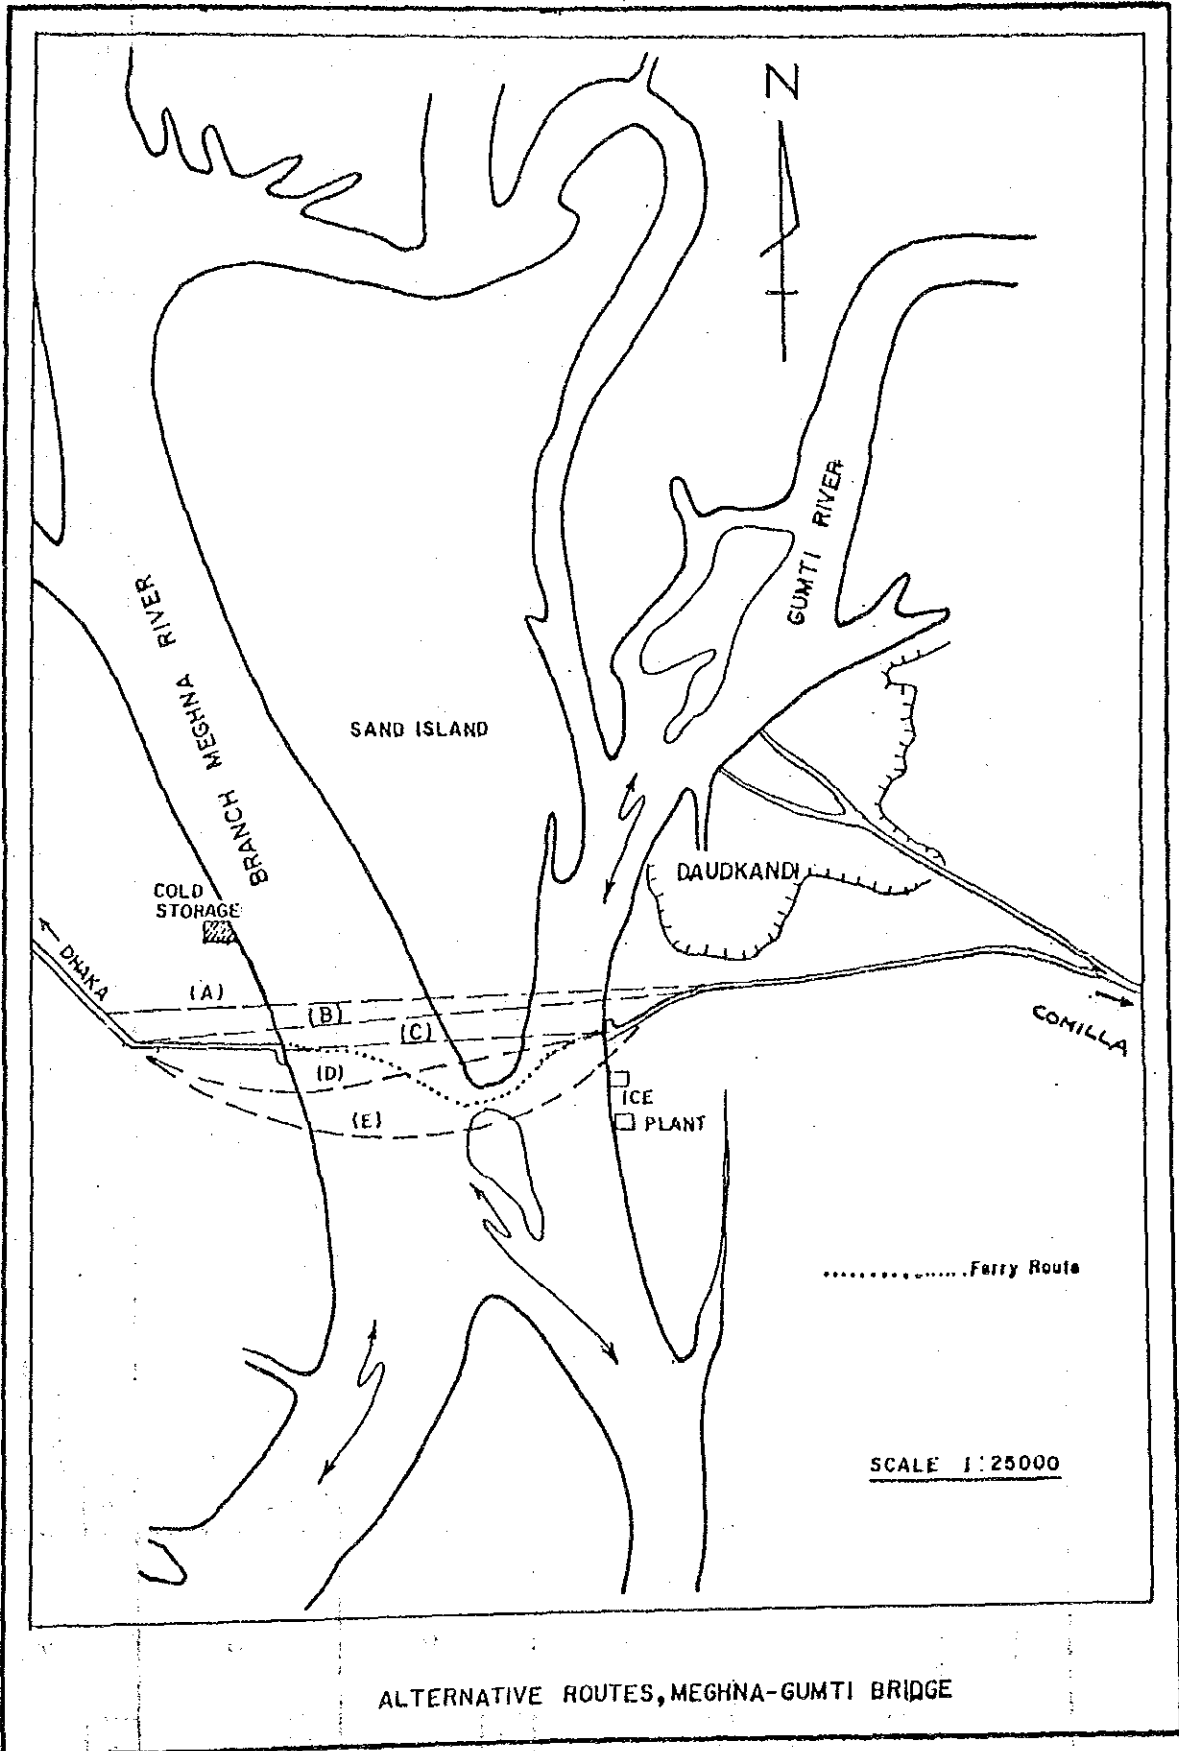 N
GUMTI RIVER
BRANCH MEGHNA RIVER
SAND ISLAND
DAUDKANDI
COLD
STORAGE
DHAKA
(A)
(B)
(C)
(D)
(E)
COMILLA
ICE
PLANT
Ferry Route
SCALE 1:25000
ALTERNATIVE ROUTES, MEGHNA-GUMTI BRIDGE